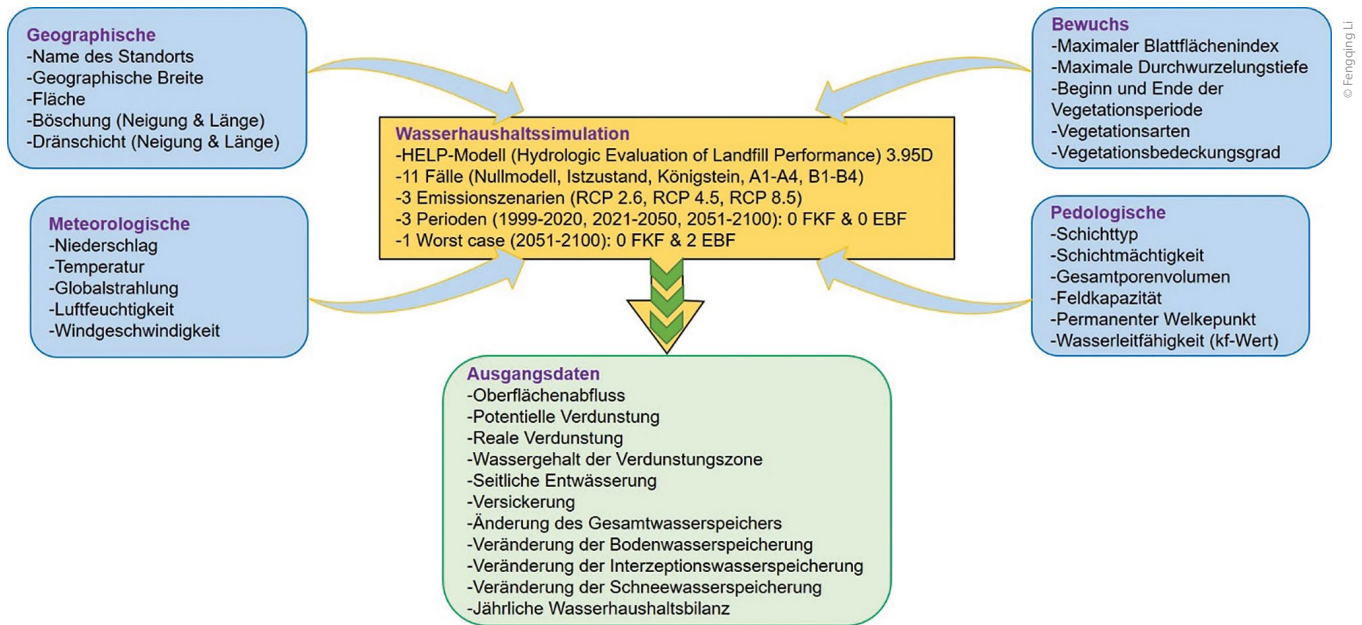 Geographische
-Name des Standorts
-Geographische Breite
-Fläche
-Böschung (Neigung & Länge)
-Dränschicht (Neigung & Länge)
Meteorologische
-Niederschlag
-Temperatur
-Globalstrahlung
-Luftfeuchtigkeit
-Windgeschwindigkeit
Wasserhaushaltssimulation
-HELP-Modell (Hydrologic Evaluation of Landfill Performance) 3.95D
-11 Fälle (Nullmodell, Istzustand, Königstein, A1-A4, B1-B4)
-3 Emissionszenarien (RCP 2.6, RCP 4.5, RCP 8.5)
-3 Perioden (1999-2020, 2021-2050, 2051-2100): 0 FKF & 0 EBF
-1 Worst case (2051-2100): 0 FKF & 2 EBF
Bewuchs
-Maximaler Blattflächenindex
-Maximale Durchwurzelungstiefe
-Beginn und Ende der
Vegetationsperiode
-Vegetationsarten
-Vegetationsbedeckungsgrad
Pedologische
-Schichttyp
-Schichtmächtigkeit
-Gesamtporenvolumen
-Feldkapazität
-Permanenter Welkepunkt
-Wasserleitfähigkeit (kf-Wert)
Ausgangsdaten
-Oberflächenabfluss
-Potentielle Verdunstung
-Reale Verdunstung
-Wassergehalt der Verdunstungszone
-Seitliche Entwässerung
-Versickerung
-Änderung des Gesamtwasserspeichers
-Veränderung der Bodenwasserspeicherung
-Veränderung der Interzeptionswasserspeicherung
-Veränderung der Schneewasserspeicherung
-Jährliche Wasserhaushaltsbilanz
© Fengqing Li